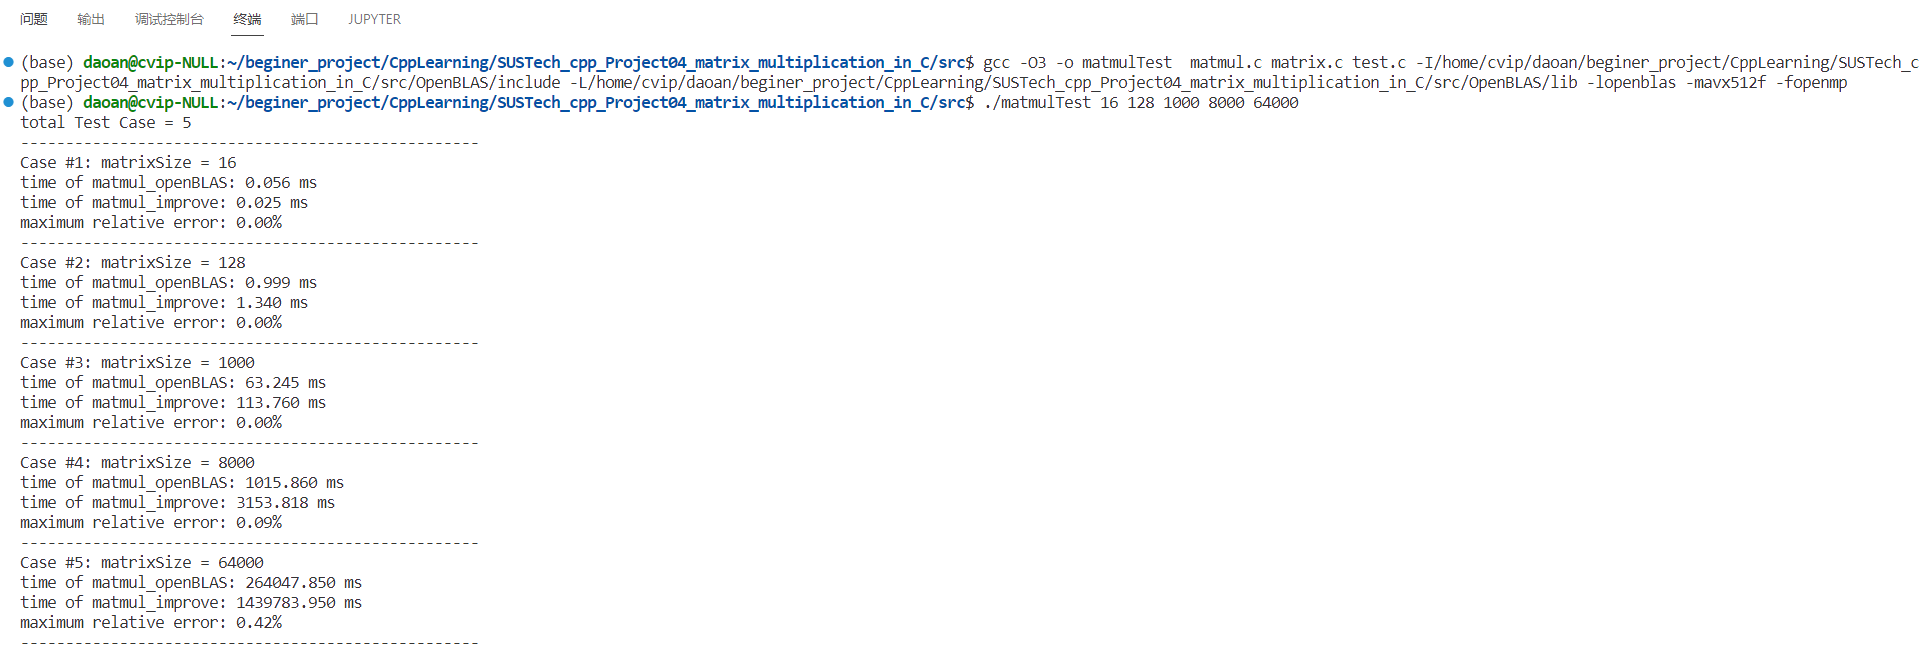 问题 输出 调试控制台 终端 端口 JUPYTER
(base) daoan@cvip-NULL:~/beginer_project/CppLearning/SUSTech_cpp_Project04_matrix_multiplication_in_C/src$ gcc -O3 -o matmulTest  matmul.c matrix.c test.c -I/home/cvip/daoan/beginer_project/CppLearning/SUSTech_c
pp_Project04_matrix_multiplication_in_C/src/OpenBLAS/include -L/home/cvip/daoan/beginer_project/CppLearning/SUSTech_cpp_Project04_matrix_multiplication_in_C/src/OpenBLAS/lib -lopenblas -mavx512f -fopenmp
(base) daoan@cvip-NULL:~/beginer_project/CppLearning/SUSTech_cpp_Project04_matrix_multiplication_in_C/src$ ./matmulTest 16 128 1000 8000 64000
total Test Case = 5
---------------------------------------------------
Case #1: matrixSize = 16
time of matmul_openBLAS: 0.056 ms
time of matmul_improve: 0.025 ms
maximum relative error: 0.00%
---------------------------------------------------
Case #2: matrixSize = 128
time of matmul_openBLAS: 0.999 ms
time of matmul_improve: 1.340 ms
maximum relative error: 0.00%
---------------------------------------------------
Case #3: matrixSize = 1000
time of matmul_openBLAS: 63.245 ms
time of matmul_improve: 113.760 ms
maximum relative error: 0.00%
---------------------------------------------------
Case #4: matrixSize = 8000
time of matmul_openBLAS: 1015.860 ms
time of matmul_improve: 3153.818 ms
maximum relative error: 0.09%
---------------------------------------------------
Case #5: matrixSize = 64000
time of matmul_openBLAS: 264047.850 ms
time of matmul_improve: 1439783.950 ms
maximum relative error: 0.42%
---------------------------------------------------